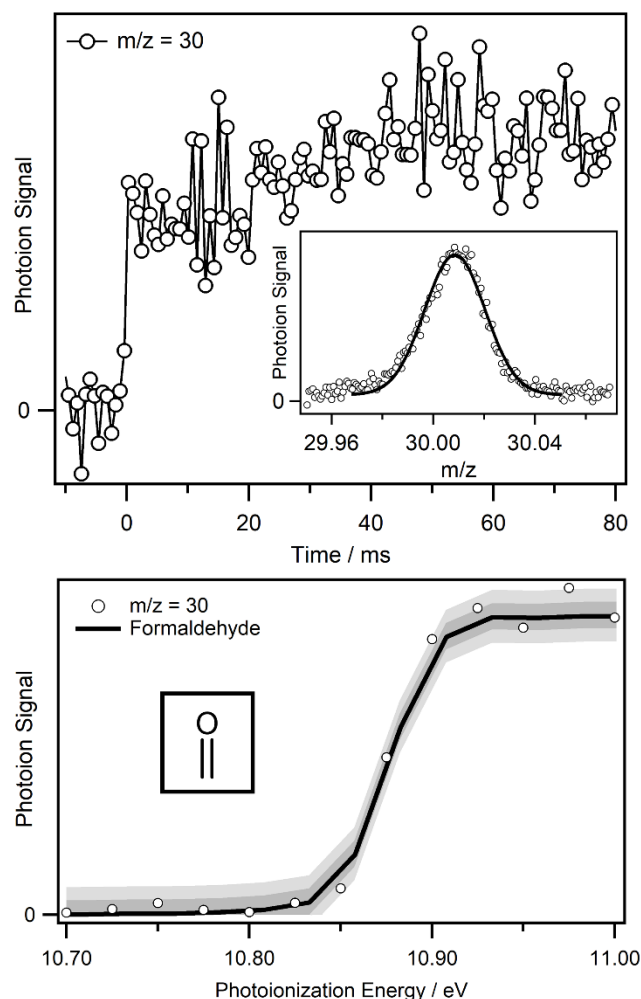 m/z = 30
Photoion Signal
0
Photoion Signal
0
29.96 30.00 30.04
m/z
0 20 40 60 80
Time / ms
m/z = 30
Formaldehyde
O
Photoion Signal
0
10.70 10.80 10.90 11.00
Photoionization Energy / eV